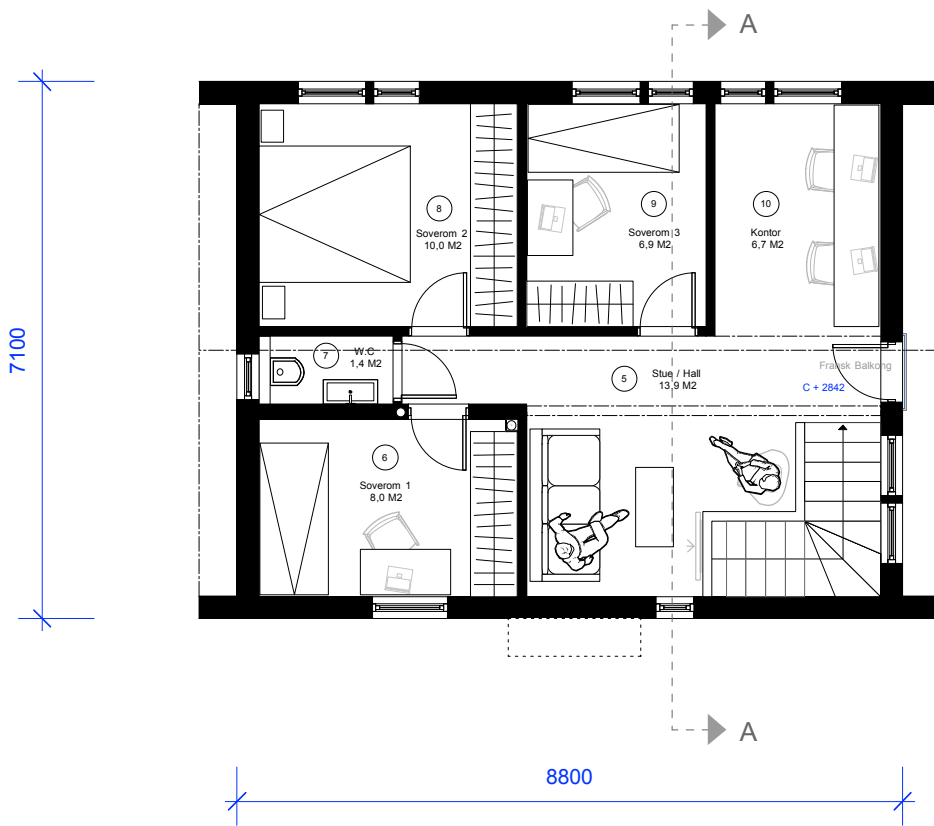 A
8
Soverom 2
10,0 M2
9
Soverom 3
6,9 M2
10
Kontor
6,7 M2
7100
7
W.C
1,4 M2
5
Stue / Hall
13,9 M2
Fransk Balkong
C + 2842
6
Soverom 1
8,0 M2
A
8800